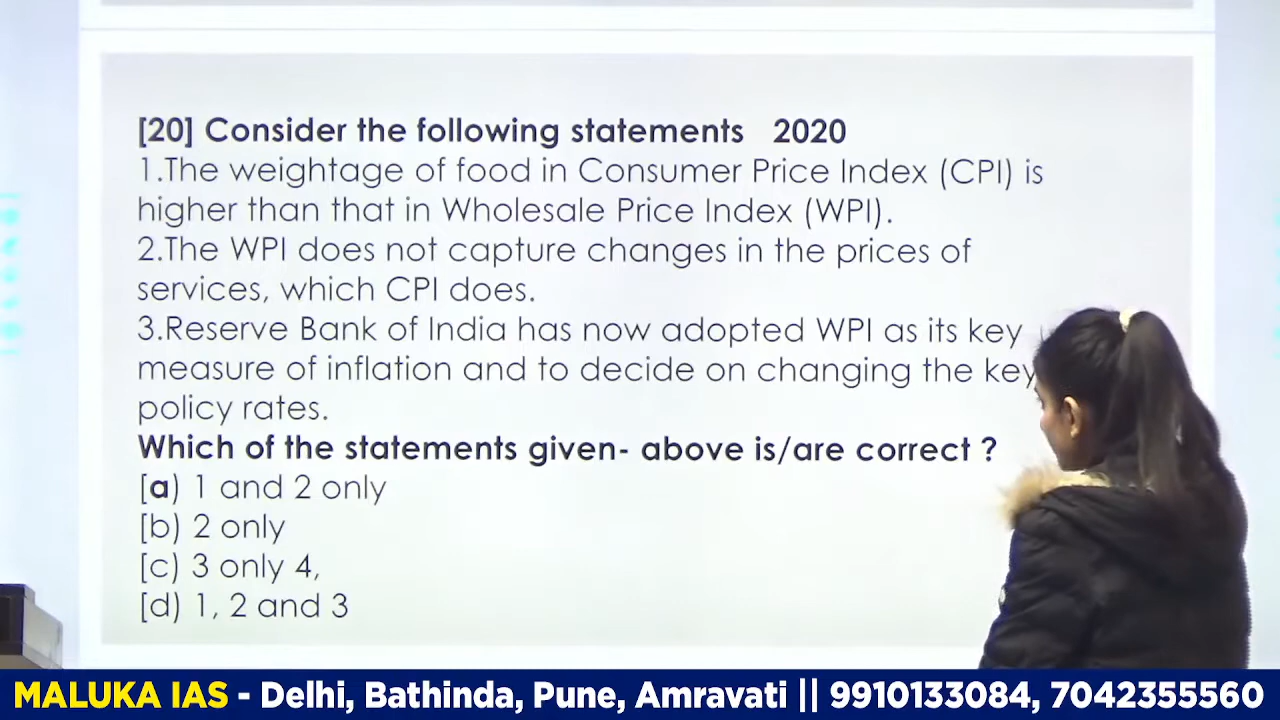 [20] Consider the following statements 2020
1.The weightage of food in Consumer Price Index (CPI) is
higher than that in Wholesale Price Index (WPI).
2.The WPI does not capture changes in the prices of
services, which CPI does.
3.Reserve Bank of India has now adopted WPI as its key
measure of inflation and to decide on changing the key
policy rates.
Which of the statements given- above is/are correct ?
[a) 1 and 2 only
[b) 2 only
[c) 3 only 4,
[d) 1, 2 and 3
MALUKA IAS - Delhi, Bathinda, Pune, Amravati || 9910133084, 7042355560